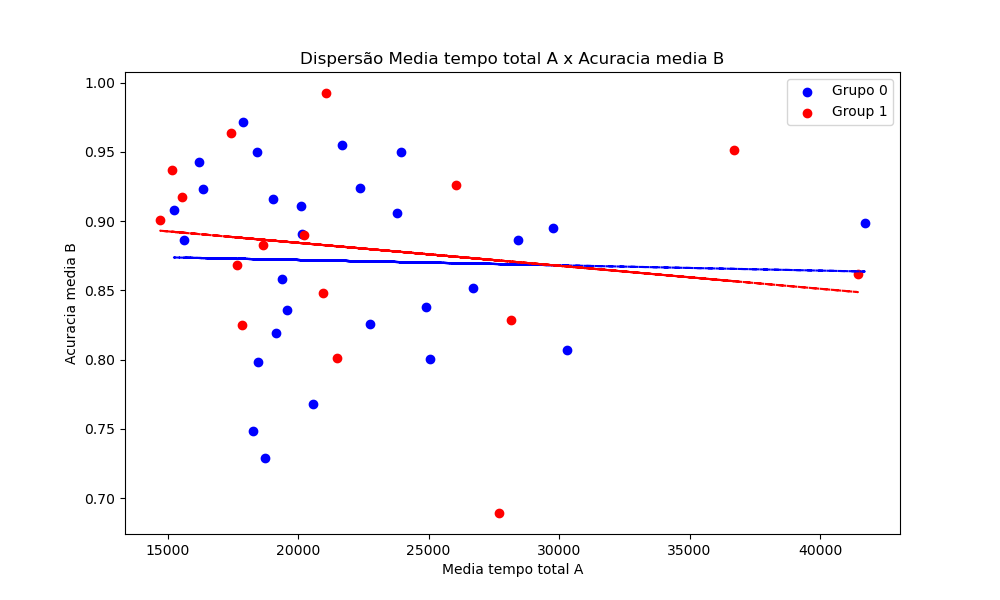 Dispersão Media tempo total A x Acuracia media B
Grupo 0
Group 1
1.00
0.95
0.90
0.85
0.80
0.75
0.70
Acuracia media B
15000 20000 25000 30000 35000 40000
Media tempo total A